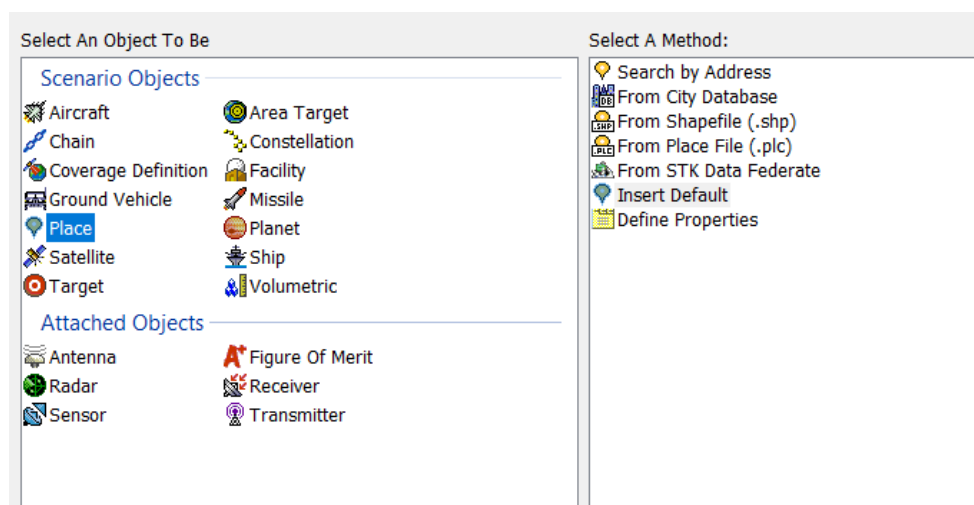 Select An Object To Be
Scenario Objects
Aircraft
Area Target
Chain
Constellation
Coverage Definition
Facility
Ground Vehicle
Missile
Place
Planet
Satellite
Ship
Target
Volumetric
Attached Objects
Antenna
Figure Of Merit
Radar
Receiver
Sensor
Transmitter
Select A Method:
Search by Address
From City Database
From Shapefile (.shp)
From Place File (.plc)
From STK Data Federate
Insert Default
Define Properties